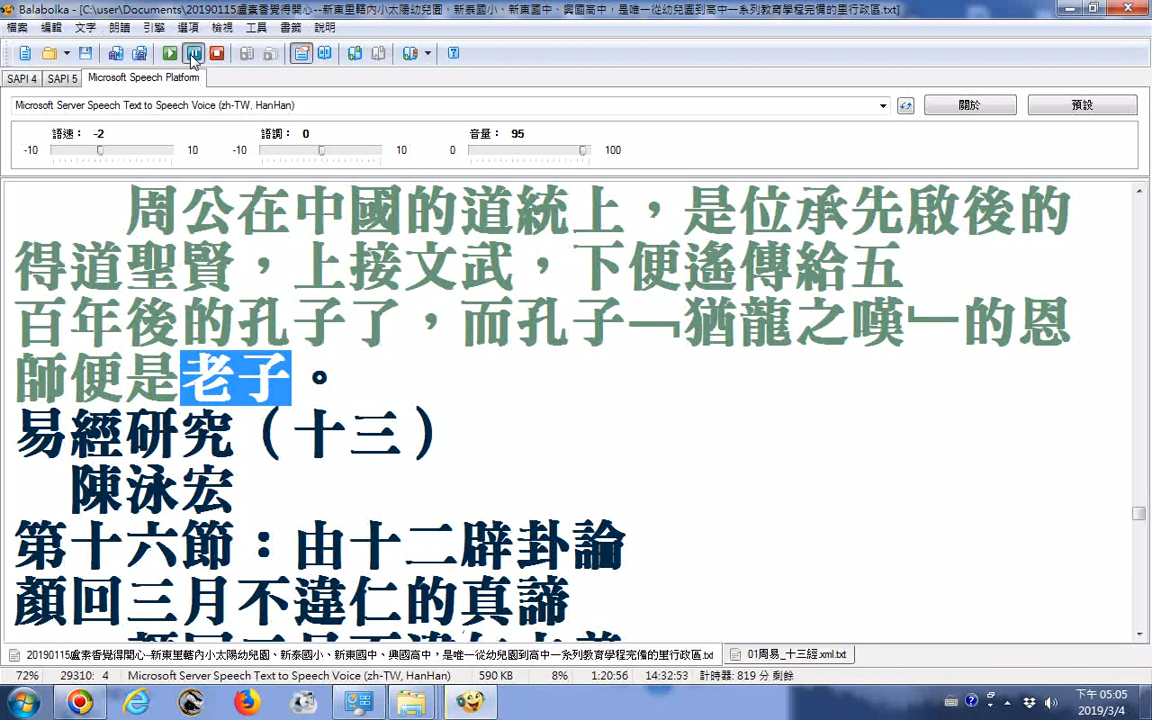 Balabolka - [C:\user\Documents\20190115盧素香覺得開心--新東里轄內小太陽幼兒園、新泰國小、新東國中、興國高中，是唯一從幼兒園到高中一系列教育學程完備的里行政區.txt]
檔案 編輯 文字 朗讀 引擎 選項 檢視 工具 書籤 說明
SAPI 4 SAPI 5 Microsoft Speech Platform
Microsoft Server Speech Text to Speech Voice (zh-TW, HanHan) 關於 預設
語速： -2 語調： 0 音量： 95
-10 10 -10 10 0 100
周公在中國的道統上，是位承先啟後的
得道聖賢，上接文武，下便遙傳給五
百年後的孔子了，而孔子﹁猶龍之嘆﹂的恩
師便是老子。
易經研究（十三）
陳泳宏
第十六節：由十二辟卦論
顏回三月不違仁的真諦
20190115盧素香覺得開心--新東里轄內小太陽幼兒園、新泰國小、新東國中、興國高中，是唯一從幼兒園到高中一系列教育學程完備的里行政區.txt 01周易_十三經.xml.txt
72% 29310: 4 Microsoft Server Speech Text to Speech Voice (zh-TW, HanHan) 590 KB 8% 1:20:56 14:32:53 計時器: 819 分 剩餘
下午 05:05
2019/3/4